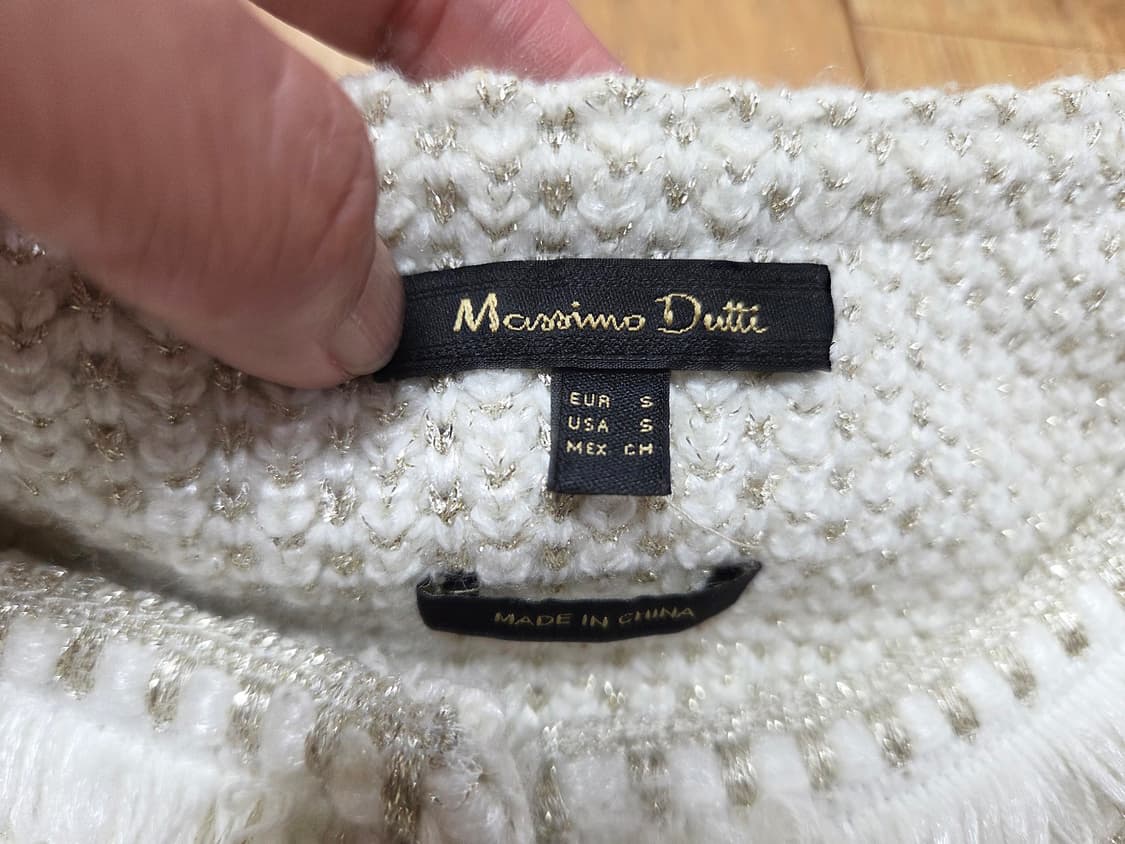 Massimo Dutti
EUR S
USA S
MEX CH
MADE IN CHINA